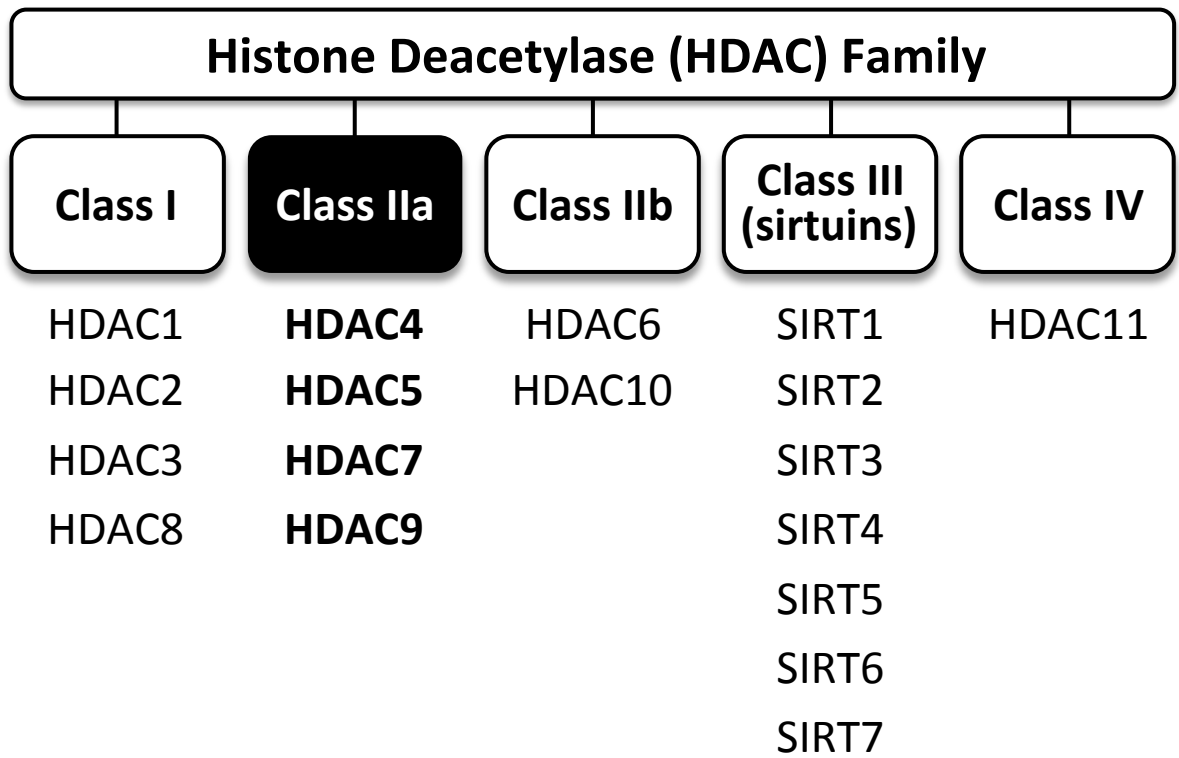 Histone Deacetylase (HDAC) Family
Class I
Class IIa
Class IIb
Class III
(sirtuins)
Class IV
HDAC1
HDAC4
HDAC6
SIRT1
HDAC11
HDAC2
HDAC5
HDAC10
SIRT2
HDAC3
HDAC7
SIRT3
HDAC8
HDAC9
SIRT4
SIRT5
SIRT6
SIRT7